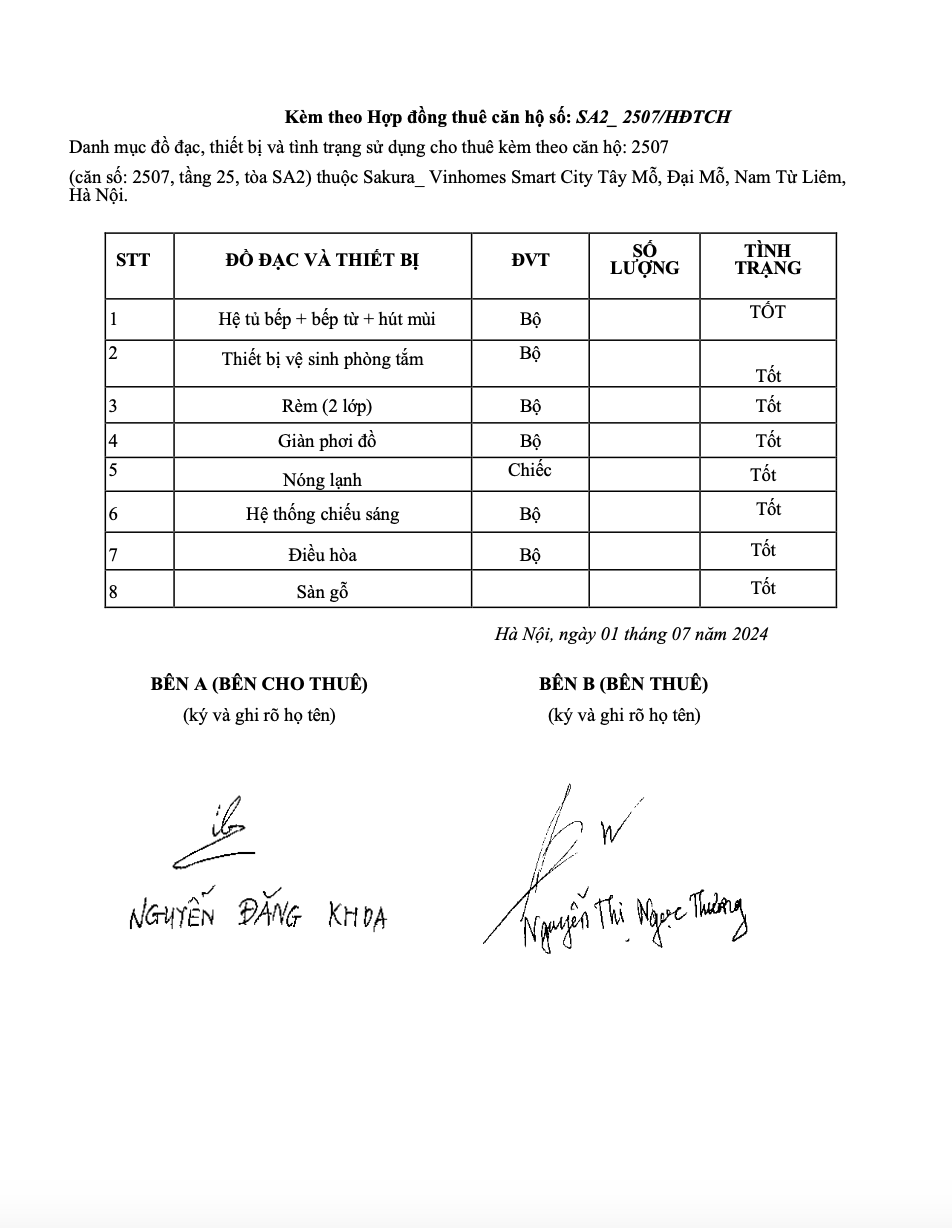 Kèm theo Hợp đồng thuê căn hộ số: SA2_ 2507/HĐTCH
Danh mục đồ đạc, thiết bị và tình trạng sử dụng cho thuê kèm theo căn hộ: 2507
(căn số: 2507, tầng 25, tòa SA2) thuộc Sakura_ Vinhomes Smart City Tây Mỗ, Đại Mỗ, Nam Từ Liêm,
Hà Nội.
STT ĐỒ ĐẠC VÀ THIẾT BỊ ĐVT SỐ LƯỢNG TÌNH TRẠNG
1 Hệ tủ bếp + bếp từ + hút mùi Bộ TỐT
2 Thiết bị vệ sinh phòng tắm Bộ Tốt
3 Rèm (2 lớp) Bộ Tốt
4 Giàn phơi đồ Bộ Tốt
5 Nóng lạnh Chiếc Tốt
6 Hệ thống chiếu sáng Bộ Tốt
7 Điều hòa Bộ Tốt
8 Sàn gỗ Tốt
Hà Nội, ngày 01 tháng 07 năm 2024
BÊN A (BÊN CHO THUÊ) BÊN B (BÊN THUÊ)
(ký và ghi rõ họ tên) (ký và ghi rõ họ tên)
NGUYỄN ĐĂNG KHOA Nguyễn Thị Ngọc Thương